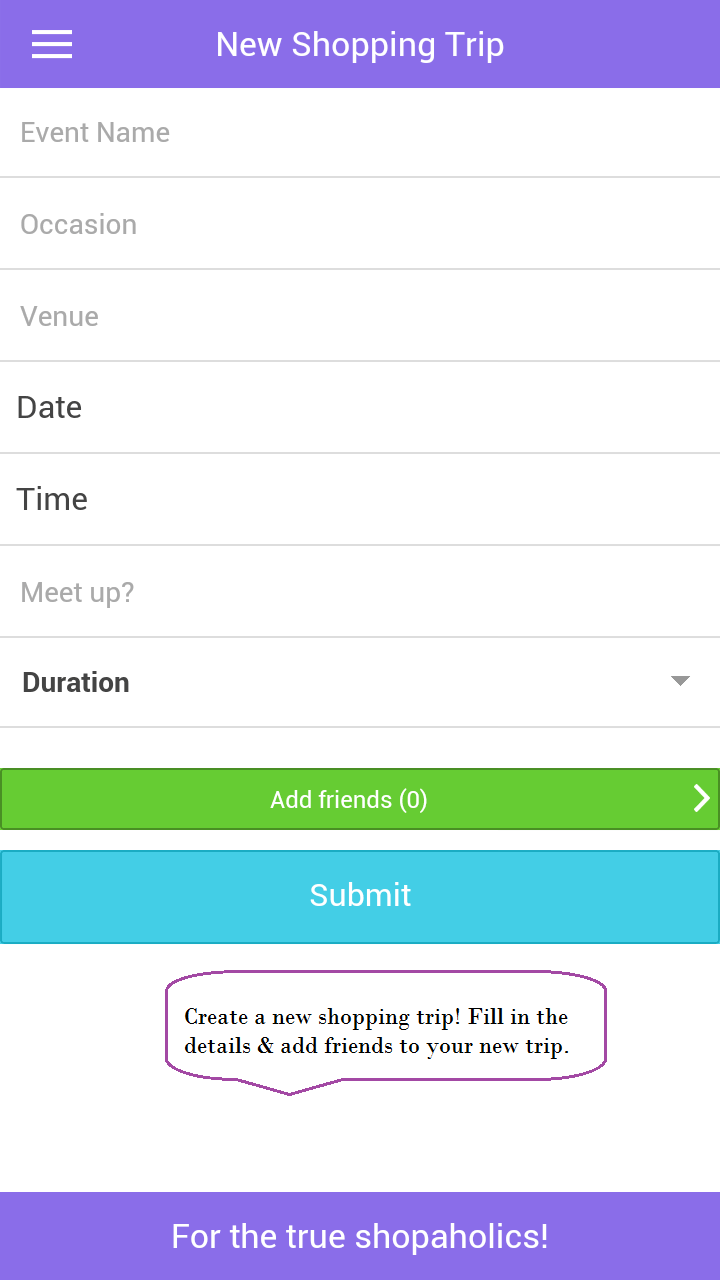 New Shopping Trip
Event Name
Occasion
Venue
Date
Time
Meet up?
Duration
Add friends (0)
Submit
Create a new shopping trip! Fill in the
details & add friends to your new trip.
For the true shopaholics!